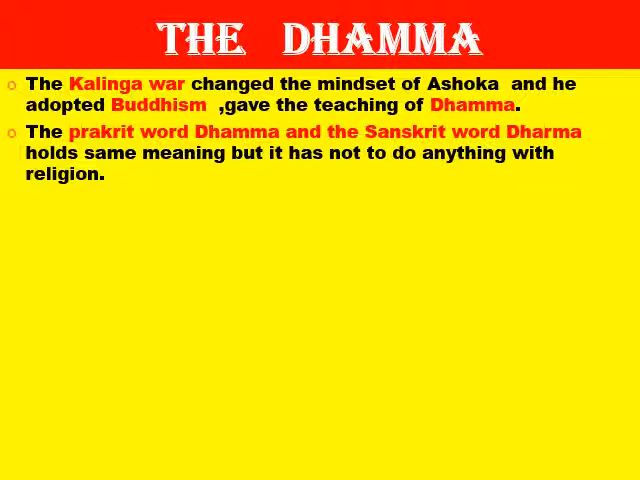 THE DHAMMA
The Kalinga war changed the mindset of Ashoka and he
adopted Buddhism ,gave the teaching of Dhamma.
The prakrit word Dhamma and the Sanskrit word Dharma
holds same meaning but it has not to do anything with
religion.